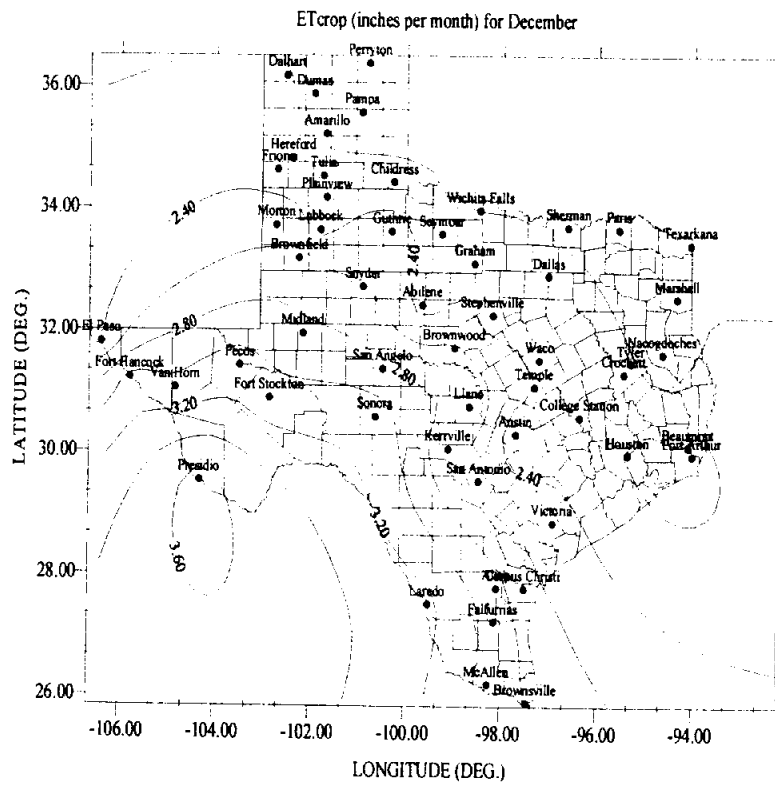 ETcrop (inches per month) for December
Perryton
Dalhart
Dumas
36.00
Pampa
Amarillo
Hereford
Friona
Tulia
Childress
Plainview
34.00
2.40
Wichita Falls
Morton
Lubbock
Guthrie
Seymour
Sherman
Paris
Texarkana
Brownfield
2.40
Graham
Dallas
Snyder
Abilene
Stephenville
Marshall
32.00
El Paso
2.80
Midland
Brownwood
Nacogdoches
Fort Hancock
Pecos
San Angelo
Waco
Tyler
Crockett
Van Horn
Fort Stockton
2.80
Temple
3.20
Sonora
Llano
College Station
Austin
30.00
Kerrville
Houston
Beaumont
Port Arthur
Presidio
San Antonio
2.40
Victoria
3.20
3.60
28.00
Corpus Christi
Laredo
Falfurrias
McAllen
26.00
Brownsville
LATITUDE (DEG.)
-106.00
-104.00
-102.00
-100.00
-98.00
-96.00
-94.00
LONGITUDE (DEG.)